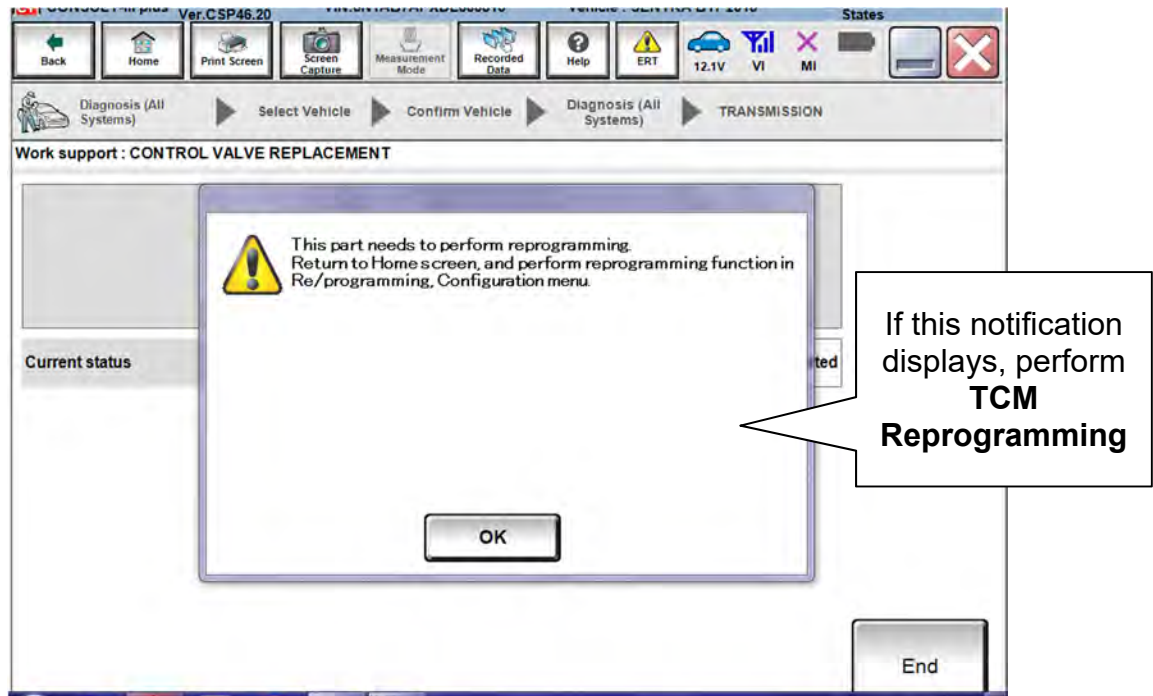 Ver.CSP46.20
States
Back
Home
Print Screen
Screen
Capture
Measurement
Mode
Recorded
Data
Help
ERT
12.1V
VI
MI
Diagnosis (All
Systems)
Select Vehicle
Confirm Vehicle
Diagnosis (All
Systems)
TRANSMISSION
Work support : CONTROL VALVE REPLACEMENT
This part needs to perform reprogramming.
Return to Home screen, and perform reprogramming function in
Re/programming, Configuration menu.
OK
Current status
ted
End
If this notification
displays, perform
TCM
Reprogramming